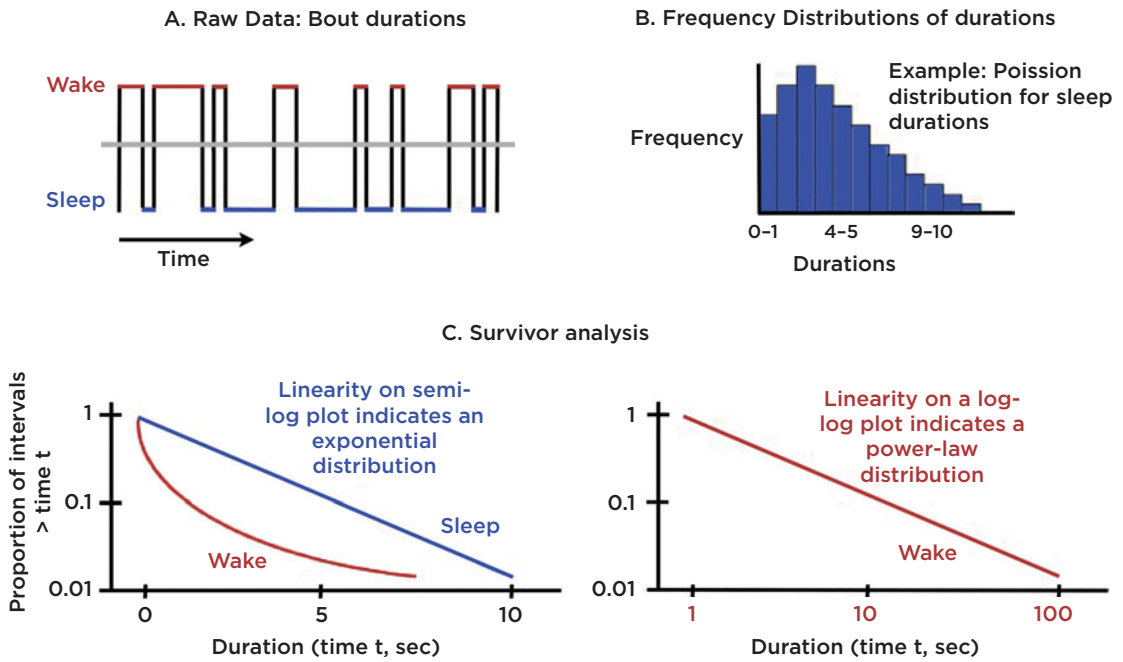 A. Raw Data: Bout durations
Wake
Sleep
Time
B. Frequency Distributions of durations
Example: Poission
distribution for sleep
durations
Frequency
0–1
4–5
9–10
Durations
C. Survivor analysis
Proportion of intervals
> time t
1
0.1
0.01
Linearity on semi-
log plot indicates an
exponential
distribution
Sleep
Wake
0
5
10
Duration (time t, sec)
1
0.1
0.01
Linearity on a log-
log plot indicates a
power-law
distribution
Wake
1
10
100
Duration (time t, sec)